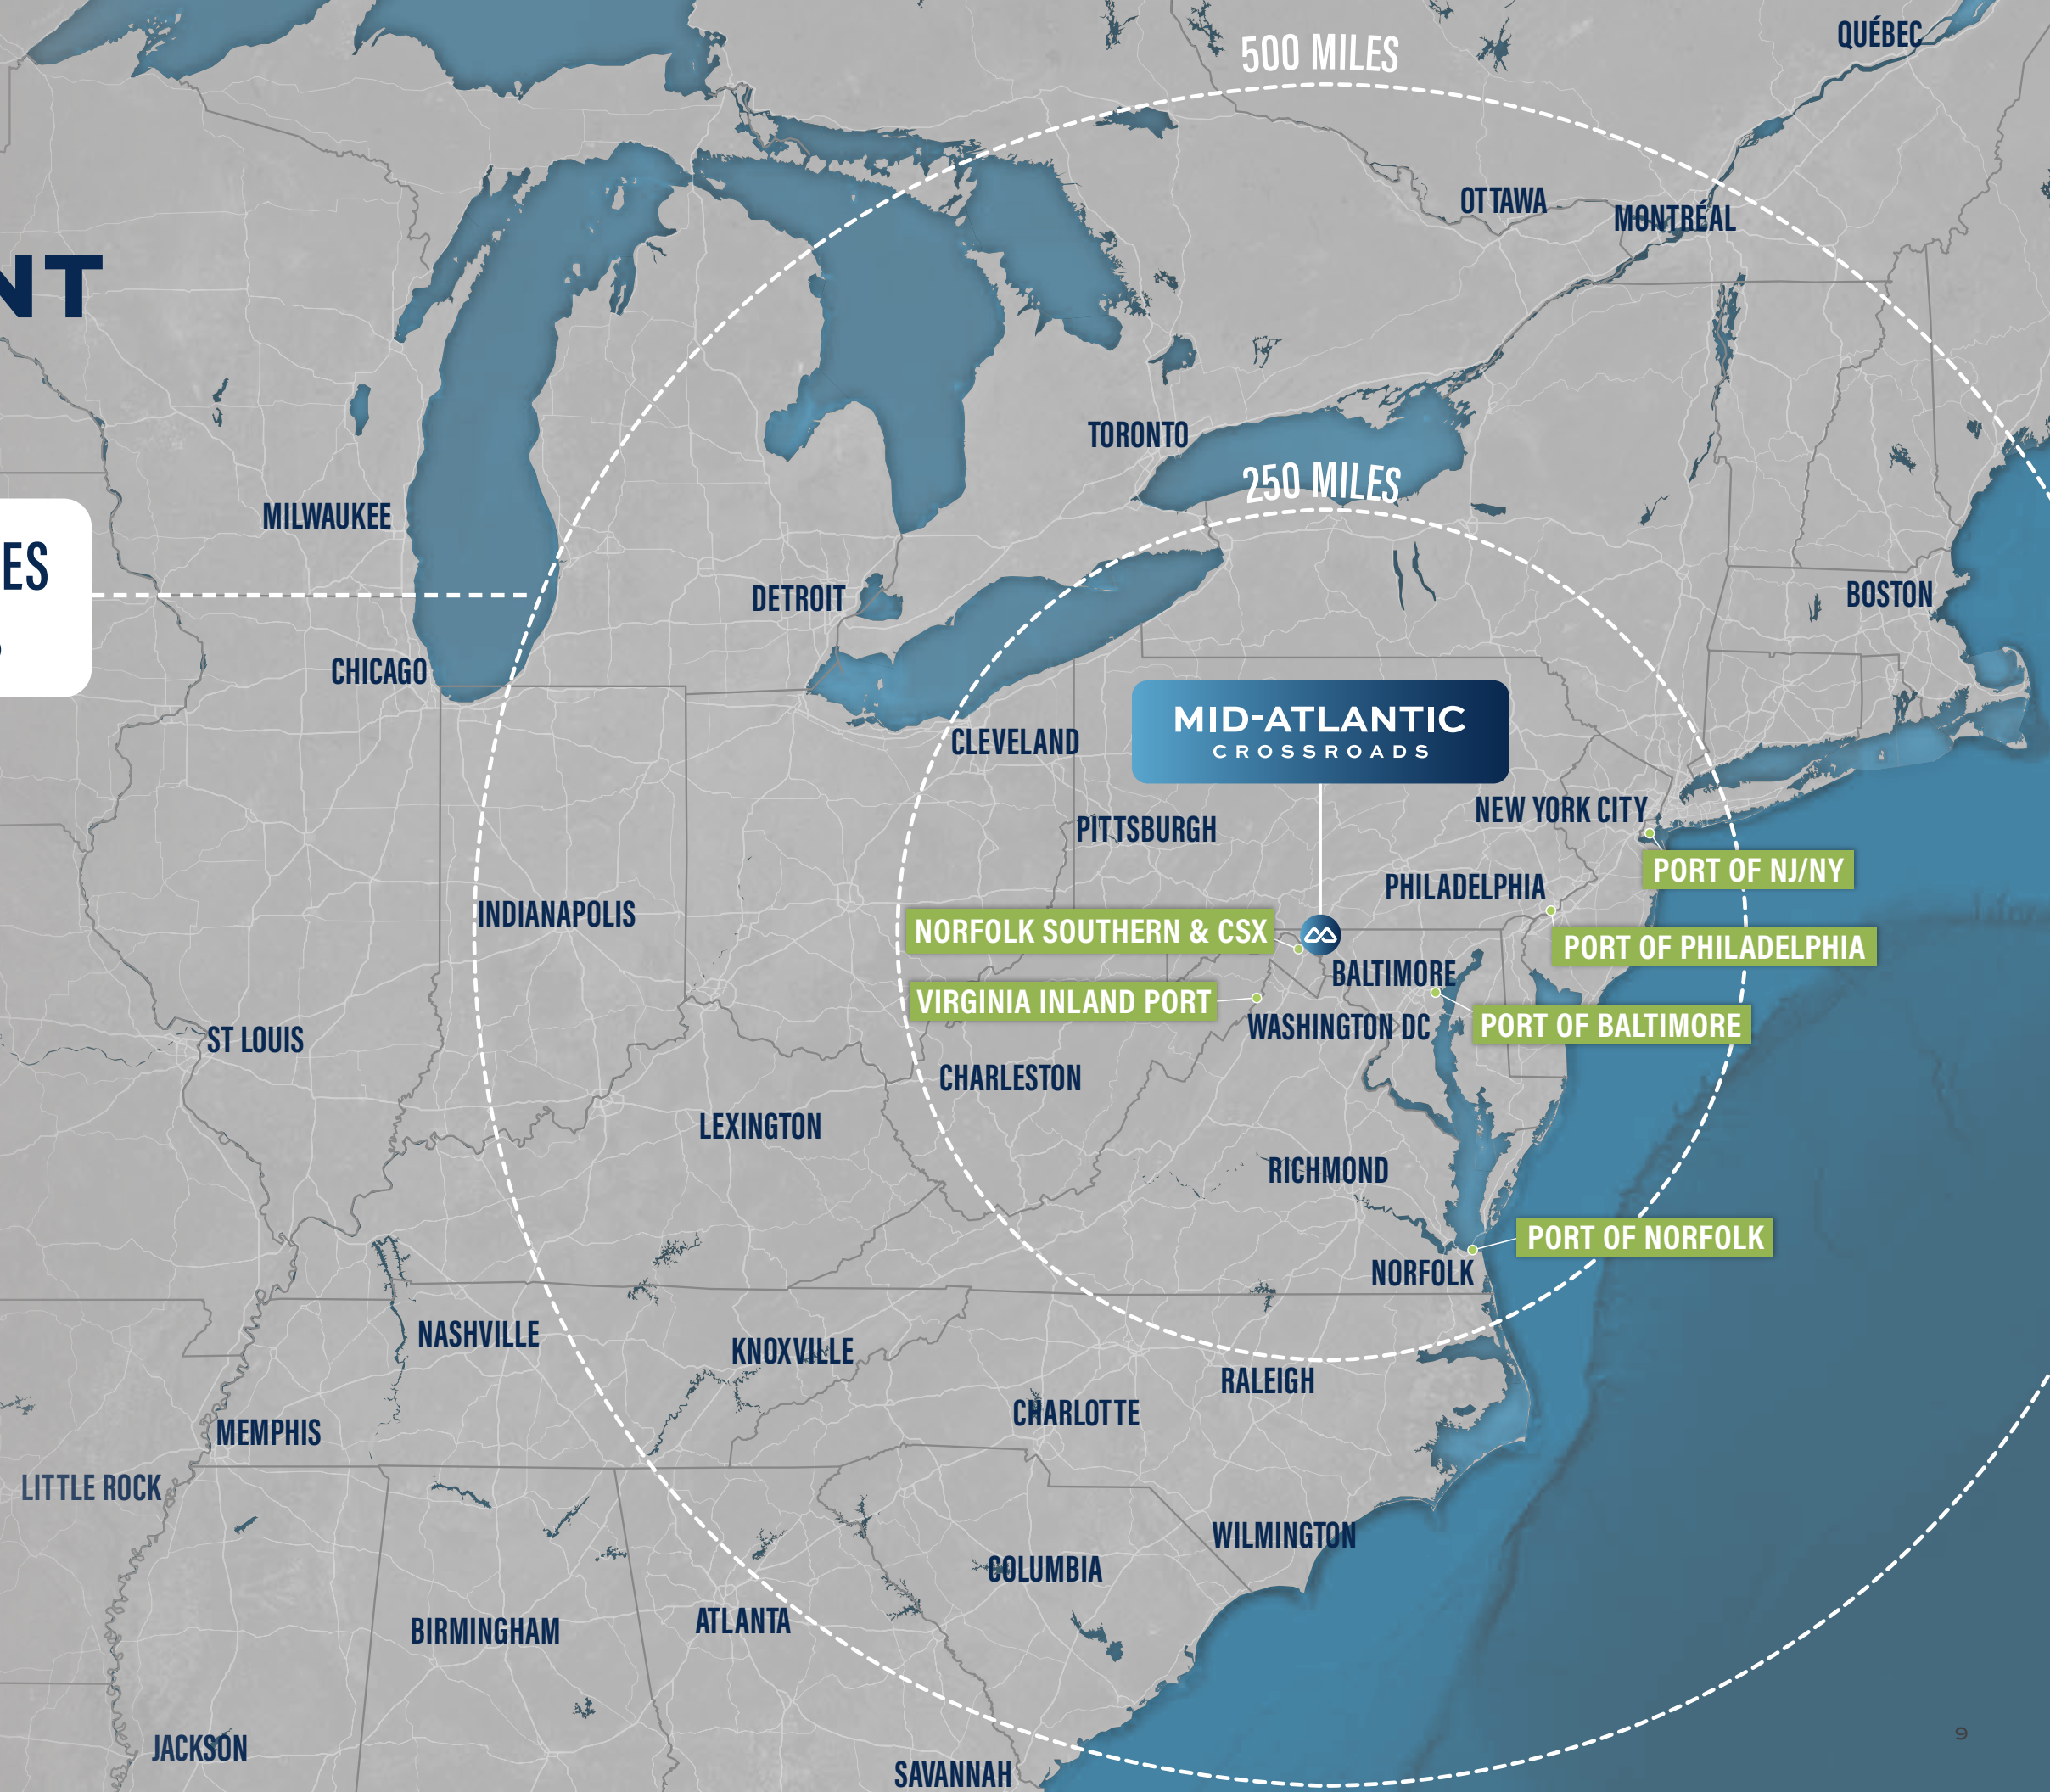 500 MILES
QUÉBEC
OTTAWA
MONTRÉAL
NT
TORONTO
250 MILES
MILWAUKEE
ES
DETROIT
BOSTON
CHICAGO
MID-ATLANTIC
CROSSROADS
CLEVELAND
NEW YORK CITY
PITTSBURGH
PORT OF NJ/NY
PHILADELPHIA
INDIANAPOLIS
NORFOLK SOUTHERN & CSX
PORT OF PHILADELPHIA
BALTIMORE
VIRGINIA INLAND PORT
WASHINGTON DC
PORT OF BALTIMORE
ST LOUIS
CHARLESTON
LEXINGTON
RICHMOND
PORT OF NORFOLK
NORFOLK
NASHVILLE
KNOXVILLE
RALEIGH
CHARLOTTE
MEMPHIS
LITTLE ROCK
WILMINGTON
COLUMBIA
ATLANTA
BIRMINGHAM
9
JACKSON
SAVANNAH